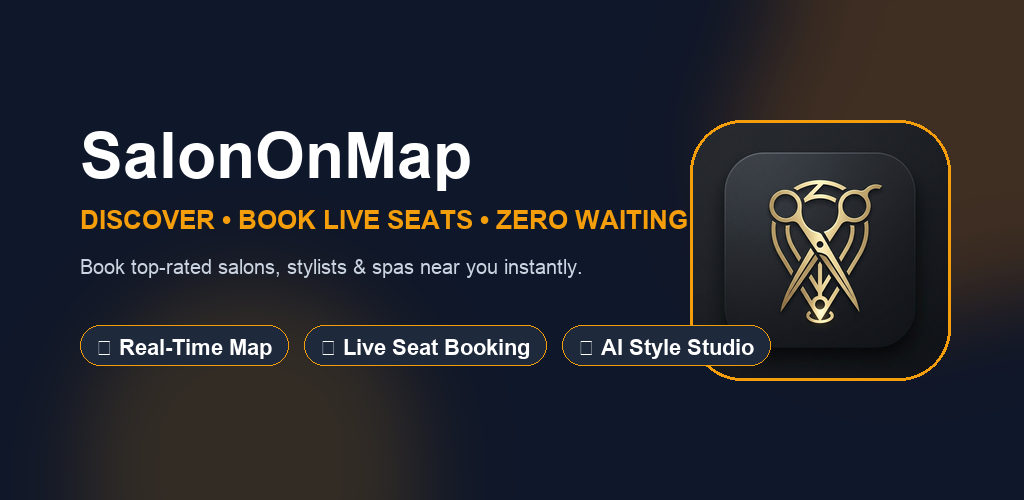 SalonOnMap
DISCOVER • BOOK LIVE SEATS • ZERO WAITING
Book top-rated salons, stylists & spas near you instantly.
▯ Real-Time Map
▯ Live Seat Booking
▯ AI Style Studio